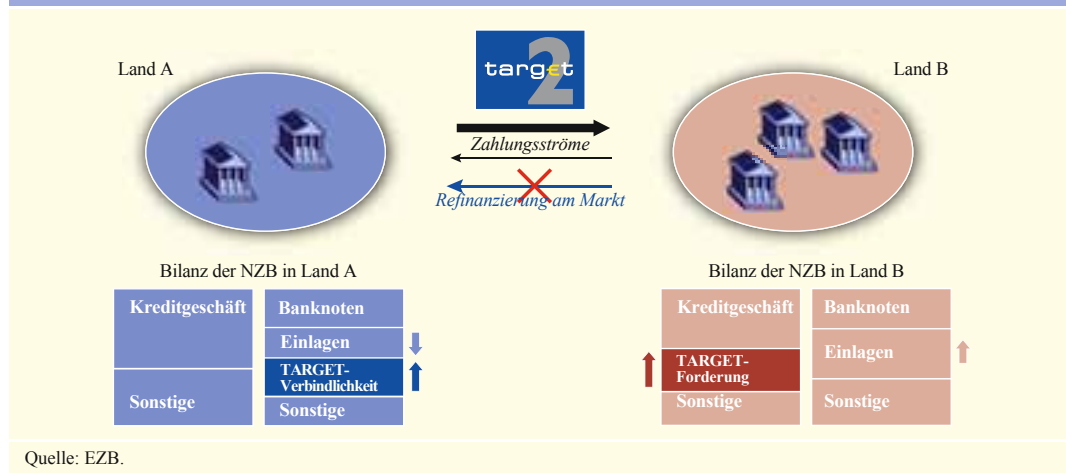 Land A
target
2
Land B
Zahlungsströme
Refinanzierung am Markt
Bilanz der NZB in Land A
Kreditgeschäft
Sonstige
Banknoten
Einlagen
TARGET-
Verbindlichkeit
Sonstige
Bilanz der NZB in Land B
Kreditgeschäft
TARGET-
Forderung
Sonstige
Banknoten
Einlagen
Sonstige
Quelle: EZB.